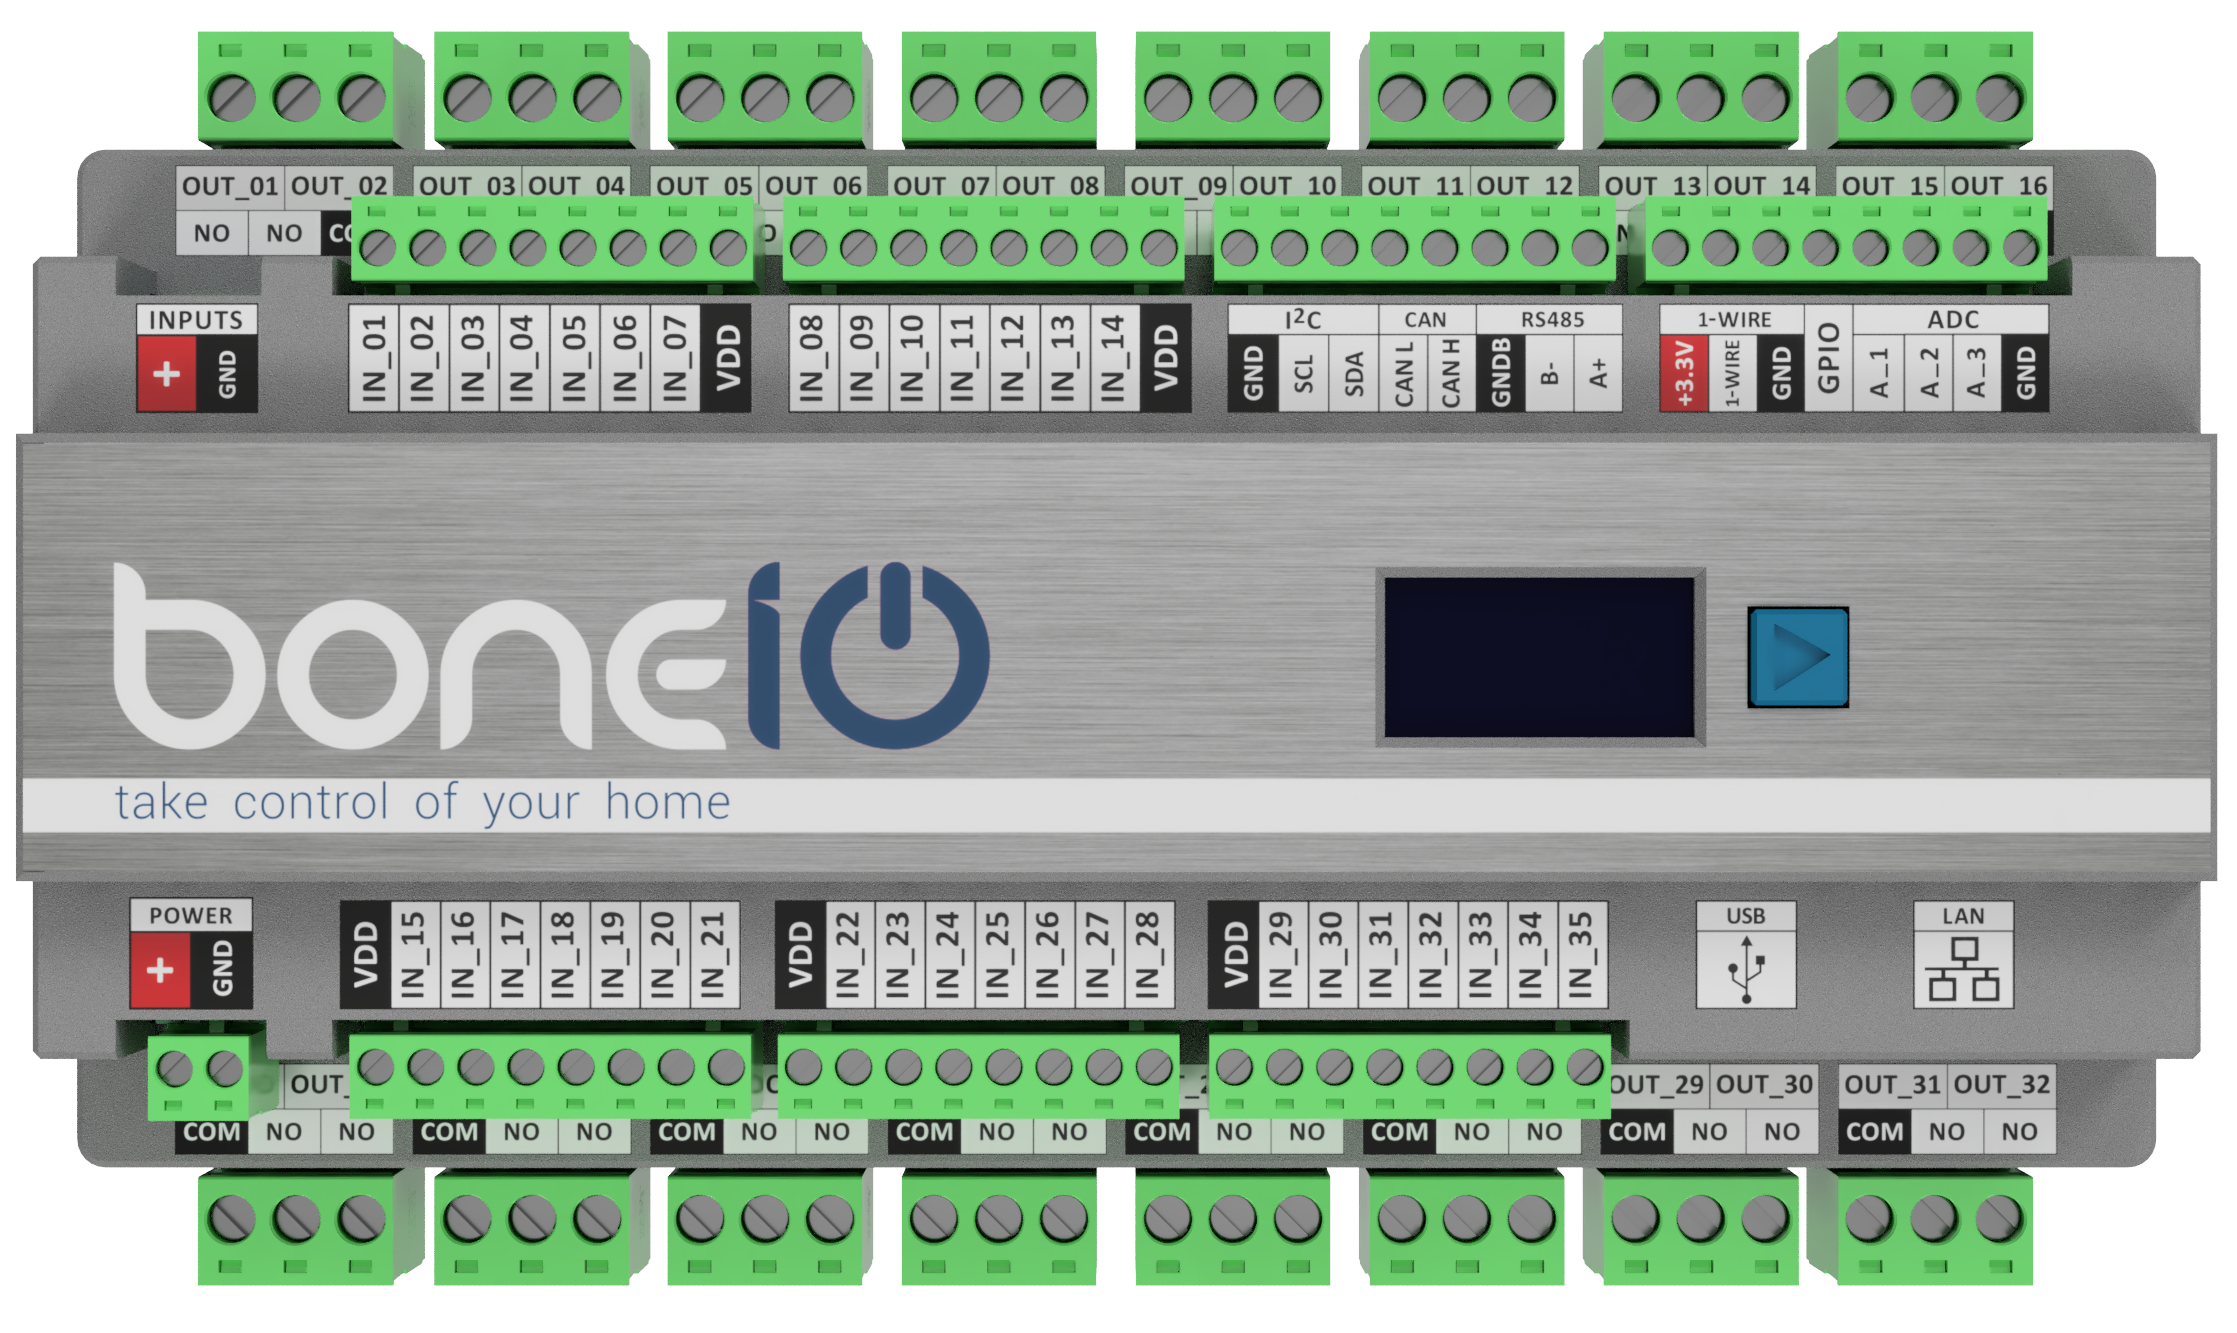 OUT_01 OUT_02 OUT_03 OUT_04 OUT_05 OUT_06 OUT_07 OUT_08 OUT_09 OUT_10 OUT_11 OUT_12 OUT_13 OUT_14 OUT_15 OUT_16
NO NO
INPUTS I²C CAN RS485 1-WIRE ADC
+ GND IN_01 IN_02 IN_03 IN_04 IN_05 IN_06 IN_07 VDD IN_08 IN_09 IN_10 IN_11 IN_12 IN_13 IN_14 VDD GND SCL SDA CAN L CAN H GNDB B- A+ +3.3V 1-WIRE GND GPIO A_1 A_2 A_3 GND
boneIO
take control of your home
POWER USB LAN
+ GND VDD IN_15 IN_16 IN_17 IN_18 IN_19 IN_20 IN_21 VDD IN_22 IN_23 IN_24 IN_25 IN_26 IN_27 IN_28 VDD IN_29 IN_30 IN_31 IN_32 IN_33 IN_34 IN_35
OUT_29 OUT_30 OUT_31 OUT_32
COM NO NO COM NO NO COM NO NO COM NO NO COM NO NO COM NO NO COM NO NO COM NO NO